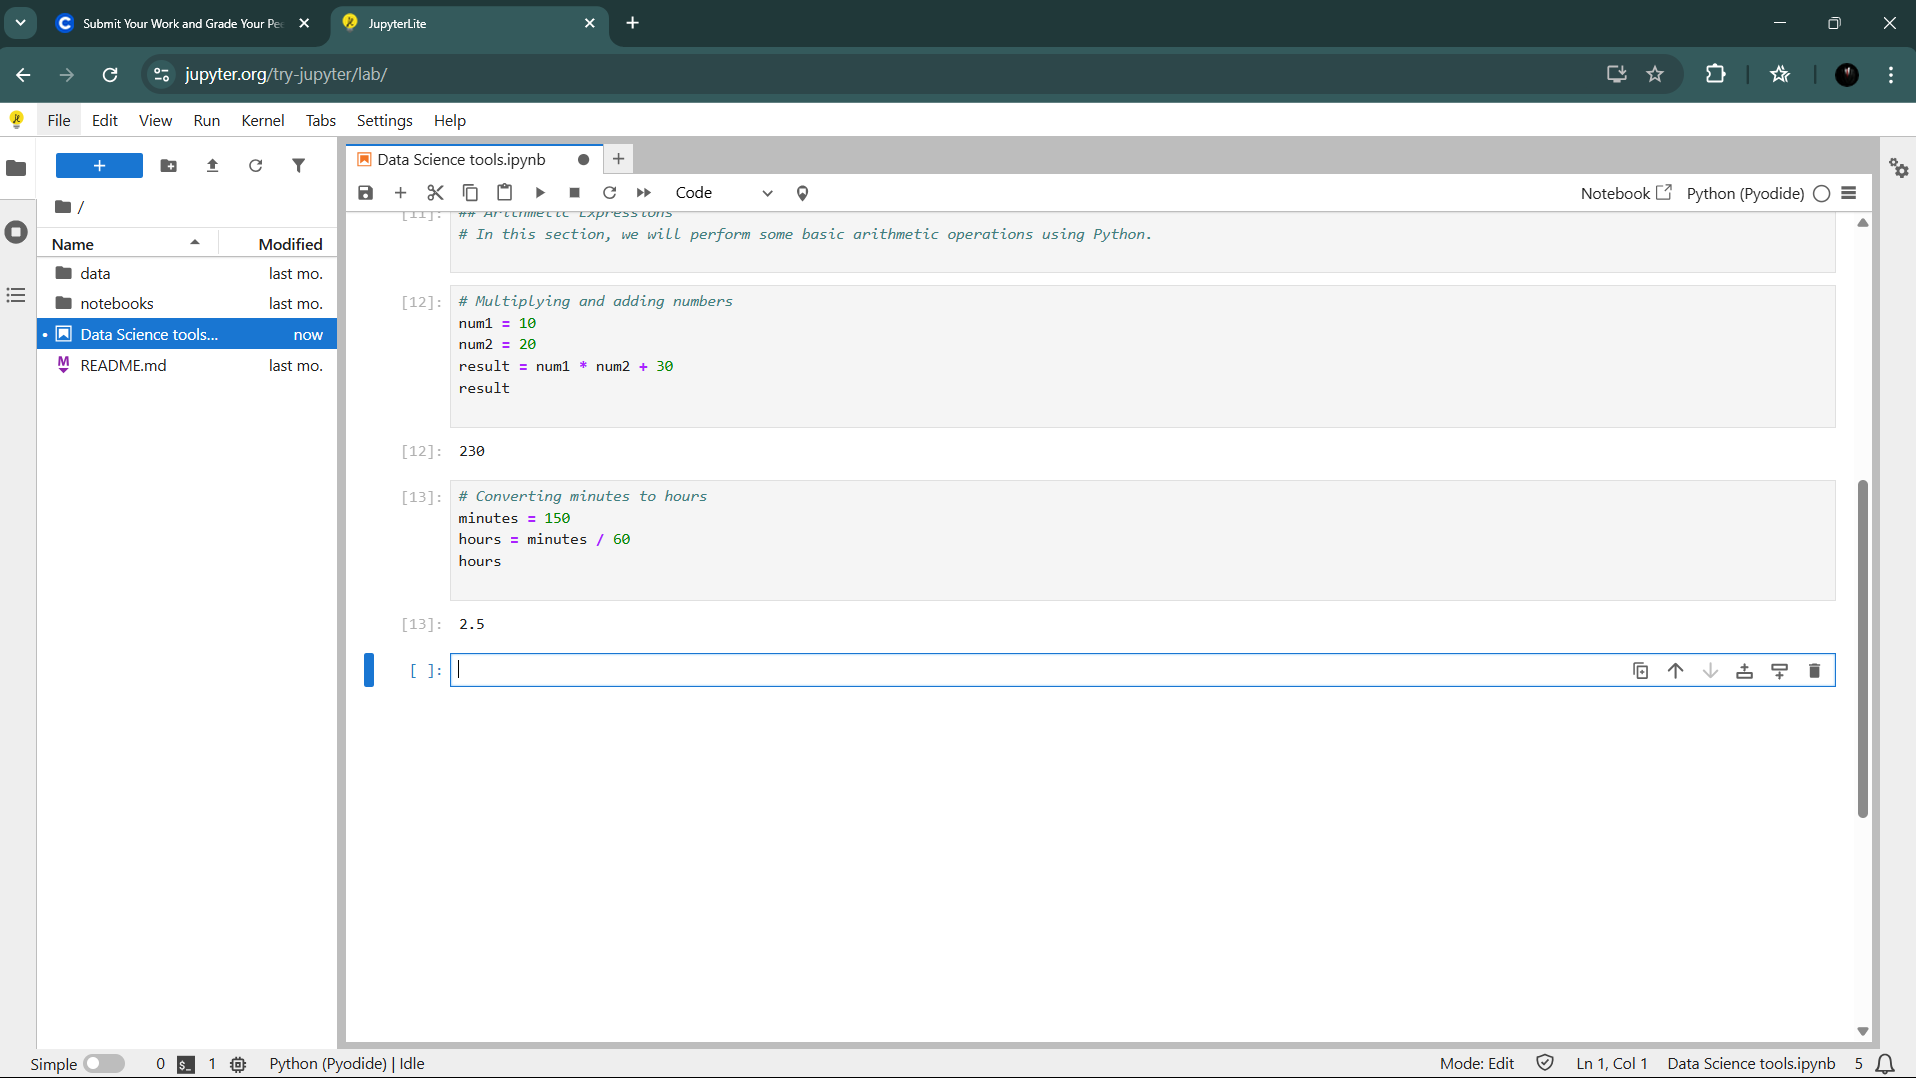 Submit Your Work and Grade Your Pe
JupyterLite
jupyter.org/try-jupyter/lab/
File Edit View Run Kernel Tabs Settings Help
Data Science tools.ipynb
Code
Notebook
Python (Pyodide)
/
Name Modified
data last mo.
notebooks last mo.
Data Science tools... now
README.md last mo.
[11]: ## Arithmetic Expressions
# In this section, we will perform some basic arithmetic operations using Python.
[12]: # Multiplying and adding numbers
num1 = 10
num2 = 20
result = num1 * num2 + 30
result
[12]: 230
[13]: # Converting minutes to hours
minutes = 150
hours = minutes / 60
hours
[13]: 2.5
[ ]:
Simple 0 1 Python (Pyodide) | Idle
Mode: Edit Ln 1, Col 1 Data Science tools.ipynb 5